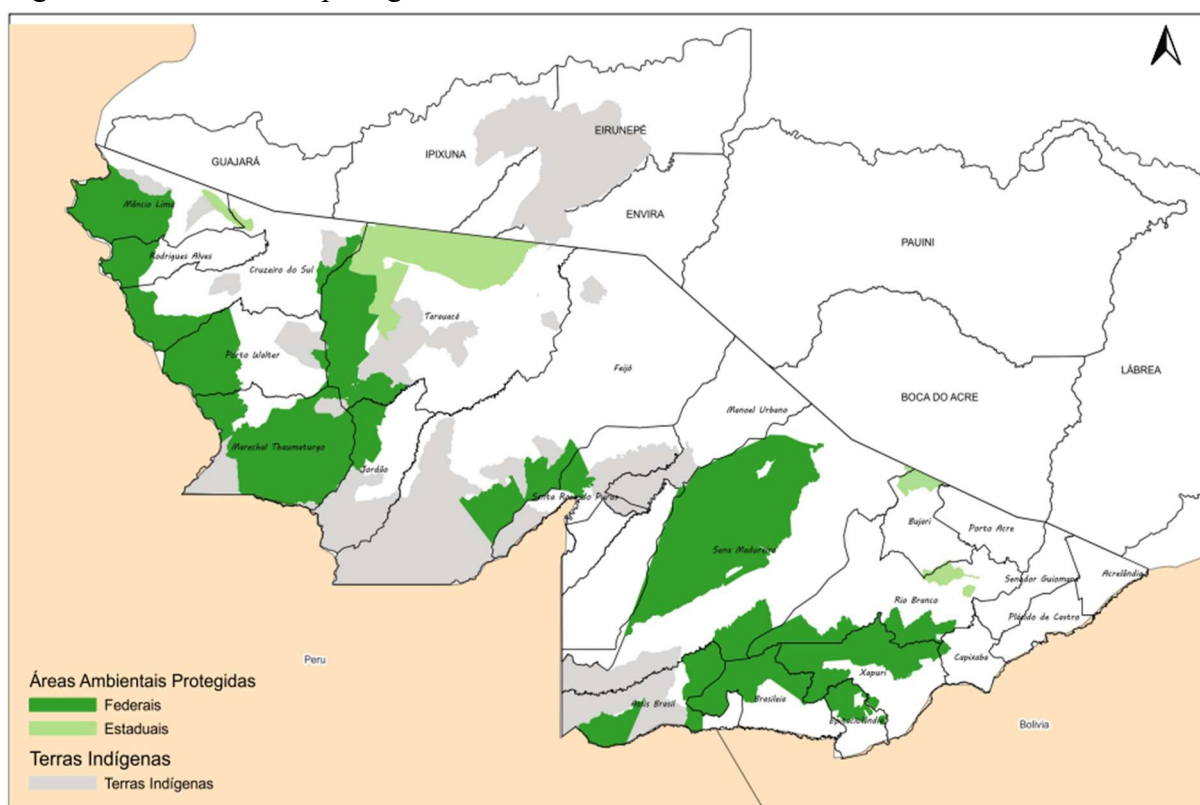 GUAJARÁ
IPIXUNA
EIRUNEPÉ
ENVIRA
PAUINI
LÁBREA
BOCA DO ACRE
Mâncio Lima
Rodrigues Alves
Cruzeiro do Sul
Tarauacá
Porto Walter
Feijó
Manoel Urbano
Marechal Thaumaturgo
Jordão
Santa Rosa do Purus
Sena Madureira
Bujari
Porto Acre
Senador Guiomard
Acrelândia
Rio Branco
Plácido de Castro
Capixaba
Xapuri
Brasileia
Assis Brasil
Epitaciolândia
Peru
Bolivia
Áreas Ambientais Protegidas
Federais
Estaduais
Terras Indígenas
Terras Indígenas